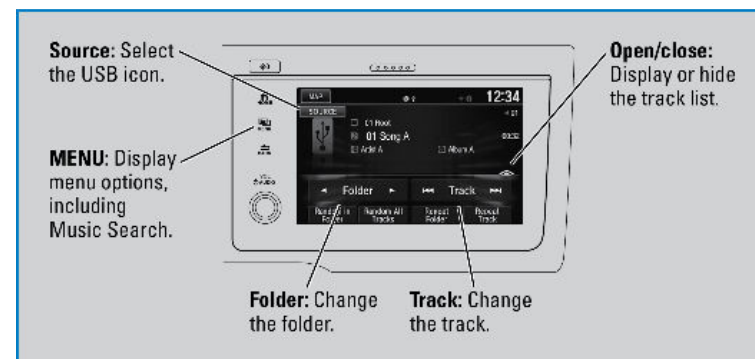 Source: Select
the USB icon.
Open/close:
Display or hide
the track list.
MAP
12:34
SOURCE
01 Root
01 Song A
Artist A
Album A
MENU: Display
menu options,
including
Music Search.
Folder
Track
Random in
Folder
Random All
Tracks
Repeat
Folder
Repeat
Track
Folder: Change
the folder.
Track: Change
the track.